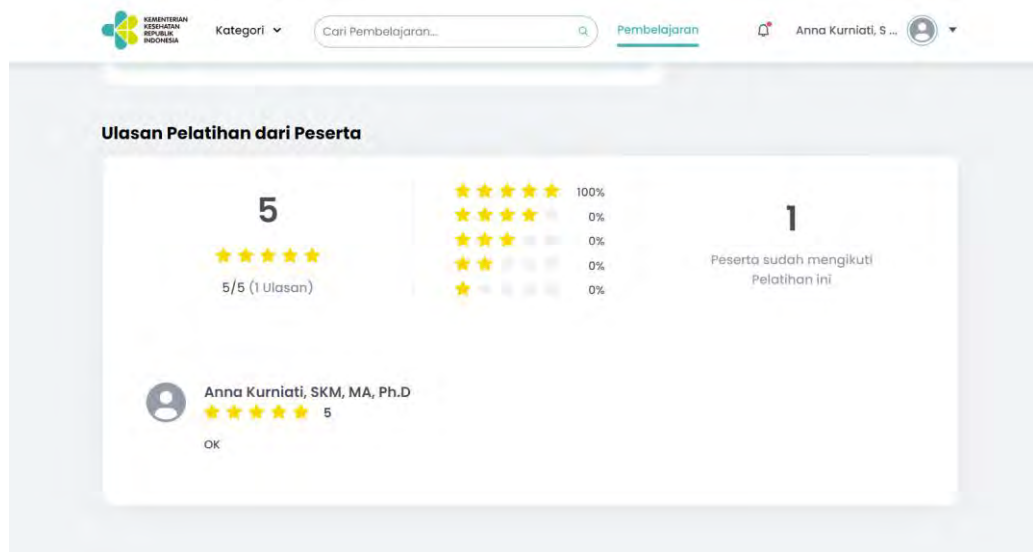 KEMENTERIAN
KESEHATAN
REPUBLIK
INDONESIA
Kategori
Cari Pembelajaran...
Pembelajaran
Anna Kurniati, S ...
Ulasan Pelatihan dari Peserta
5
5/5 (1 Ulasan)
100%
0%
0%
0%
0%
1
Peserta sudah mengikuti
Pelatihan ini
Anna Kurniati, SKM, MA, Ph.D
5
OK